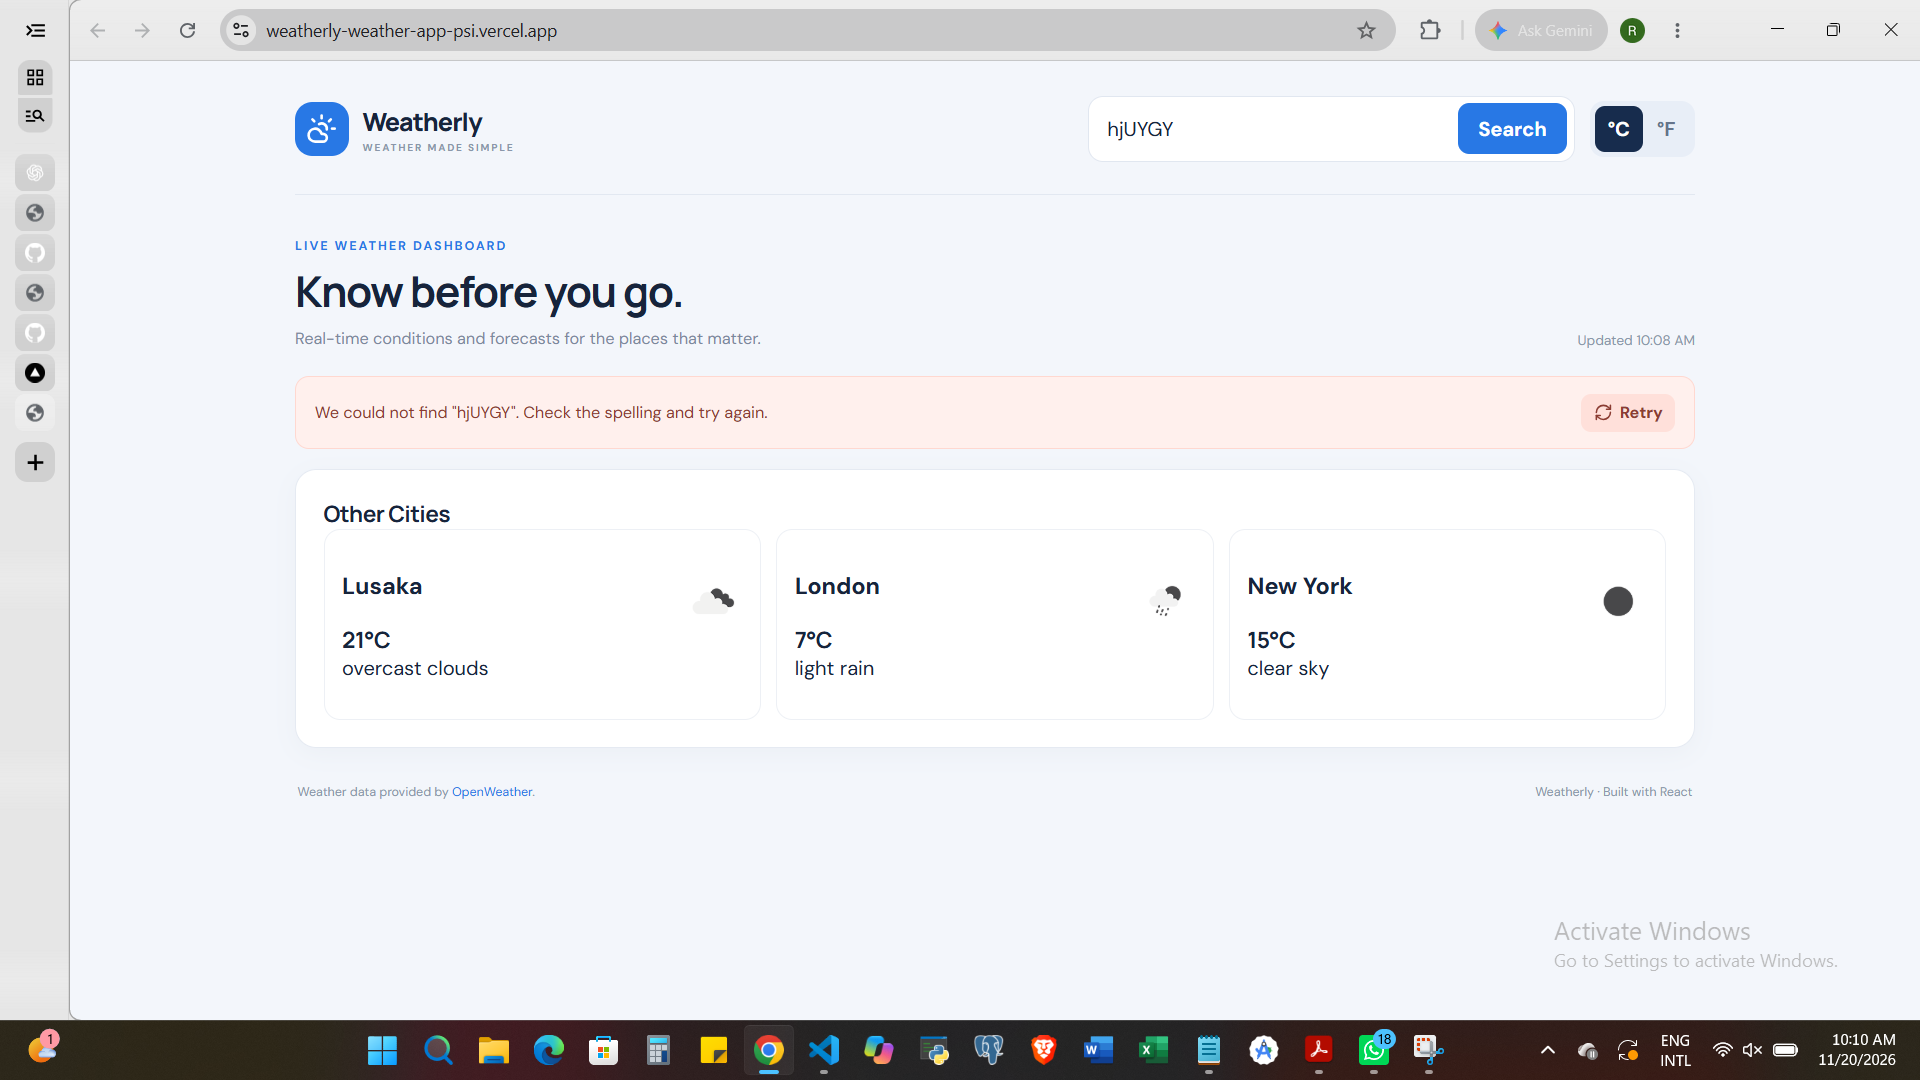 weatherly-weather-app-psi.vercel.app
Ask Gemini
R
Weatherly
WEATHER MADE SIMPLE
hjUYGY
Search
°C
°F
LIVE WEATHER DASHBOARD
Know before you go.
Real-time conditions and forecasts for the places that matter.
Updated 10:08 AM
We could not find "hjUYGY". Check the spelling and try again.
Retry
Other Cities
Lusaka
21°C
overcast clouds
London
7°C
light rain
New York
15°C
clear sky
Weather data provided by OpenWeather.
Weatherly · Built with React
Activate Windows
Go to Settings to activate Windows.
1
18
ENG
INTL
10:10 AM
11/20/2026